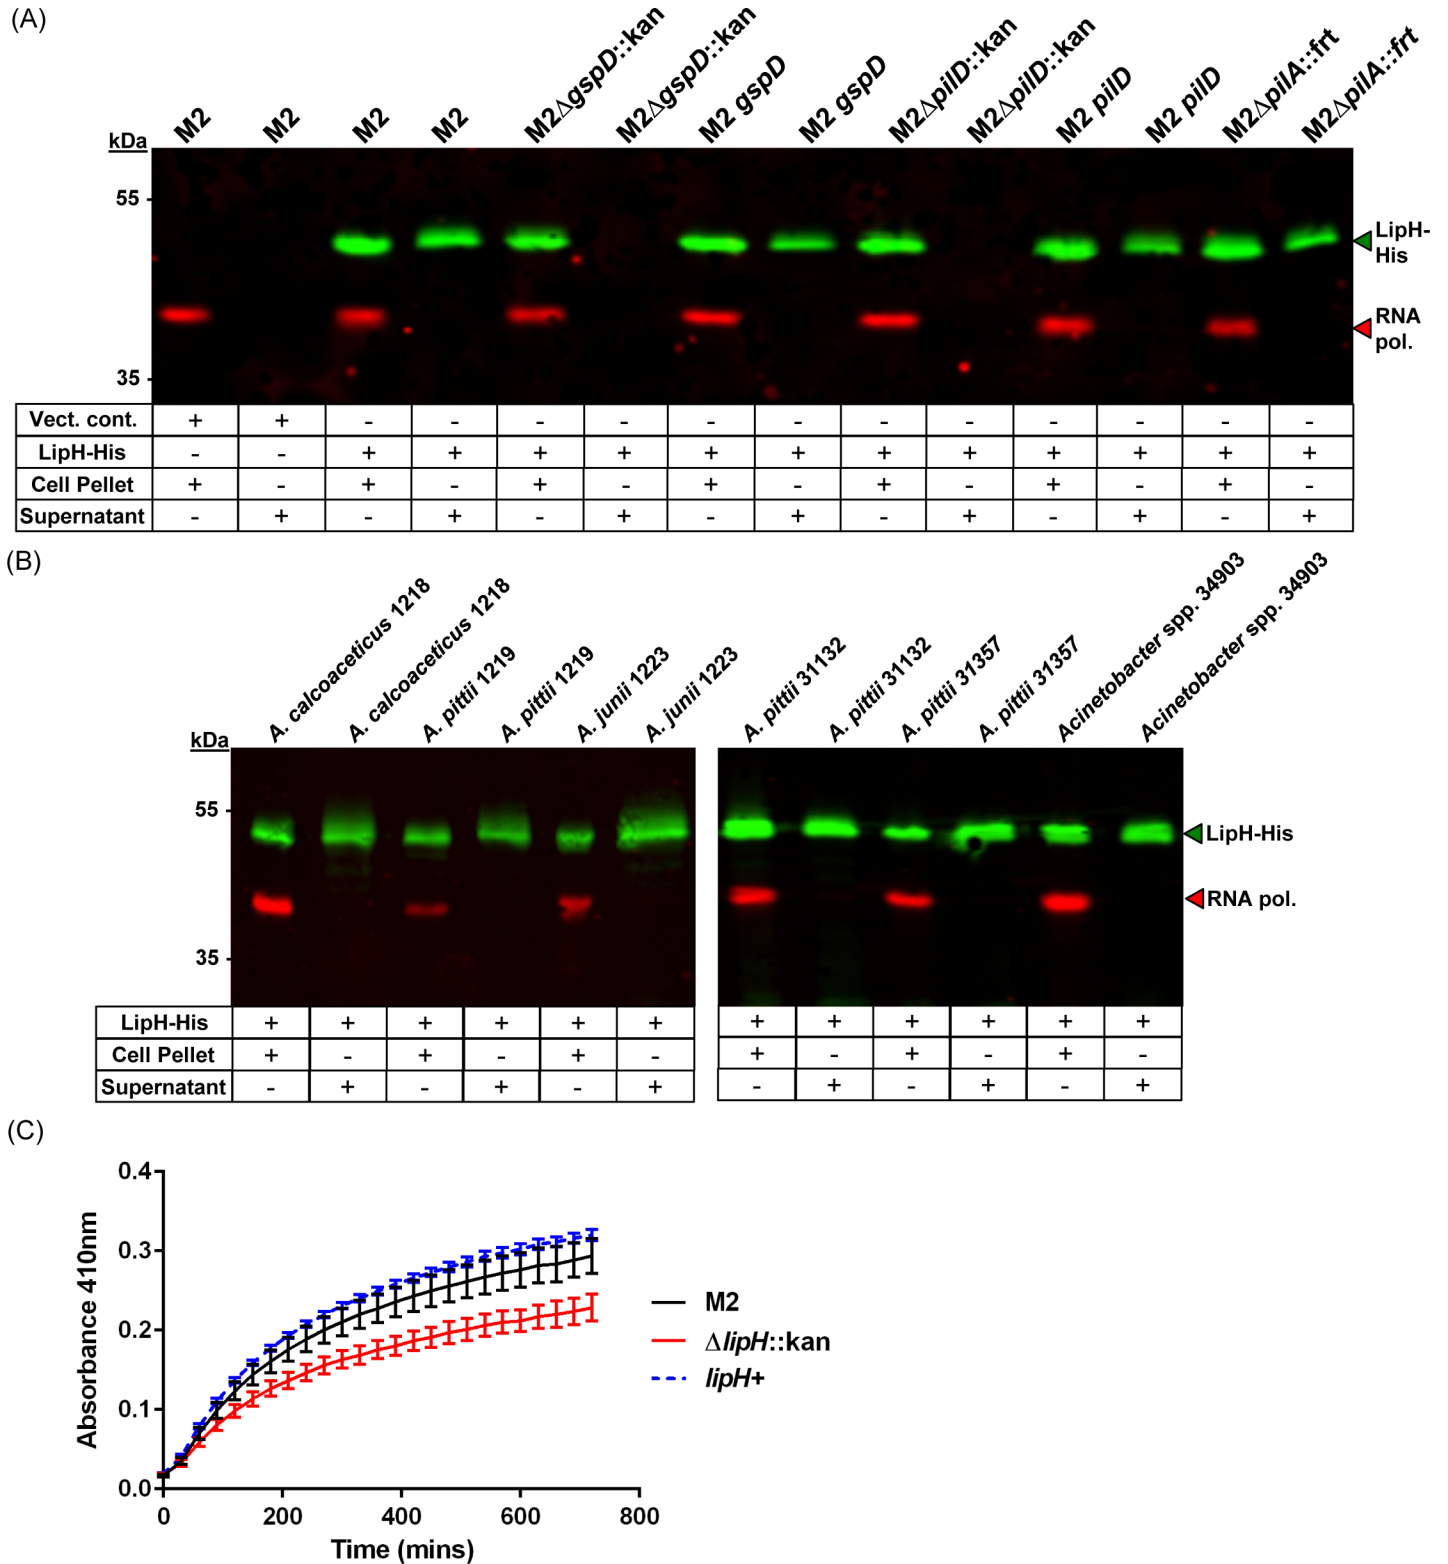 (A)
M2 M2 M2 M2 M2ΔgspD::kan M2ΔgspD::kan M2 gspD M2 gspD M2ΔpilD::kan M2ΔpilD::kan M2 pilD M2 pilD M2ΔpilA::frt M2ΔpilA::frt
kDa
55
35
LipH-
His
RNA
pol.
Vect. cont. + + - - - - - - - - - - - -
LipH-His - - + + + + + + + + + + + +
Cell Pellet + - + - + - + - + - + - + -
Supernatant - + - + - + - + - + - + - +
(B)
A. calcoaceticus 1218 A. calcoaceticus 1218 A. pittii 1219 A. pittii 1219 A. junii 1223 A. junii 1223 A. pittii 31132 A. pittii 31132 A. pittii 31357 A. pittii 31357 Acinetobacter spp. 34903 Acinetobacter spp. 34903
kDa
55
35
LipH-His
RNA pol.
LipH-His + + + + + + + + + + + +
Cell Pellet + - + - + - + - + - + -
Supernatant - + - + - + - + - + - +
(C)
Absorbance 410nm
0.4
0.3
0.2
0.1
0.0
0 200 400 600 800
Time (mins)
M2
ΔlipH::kan
lipH+